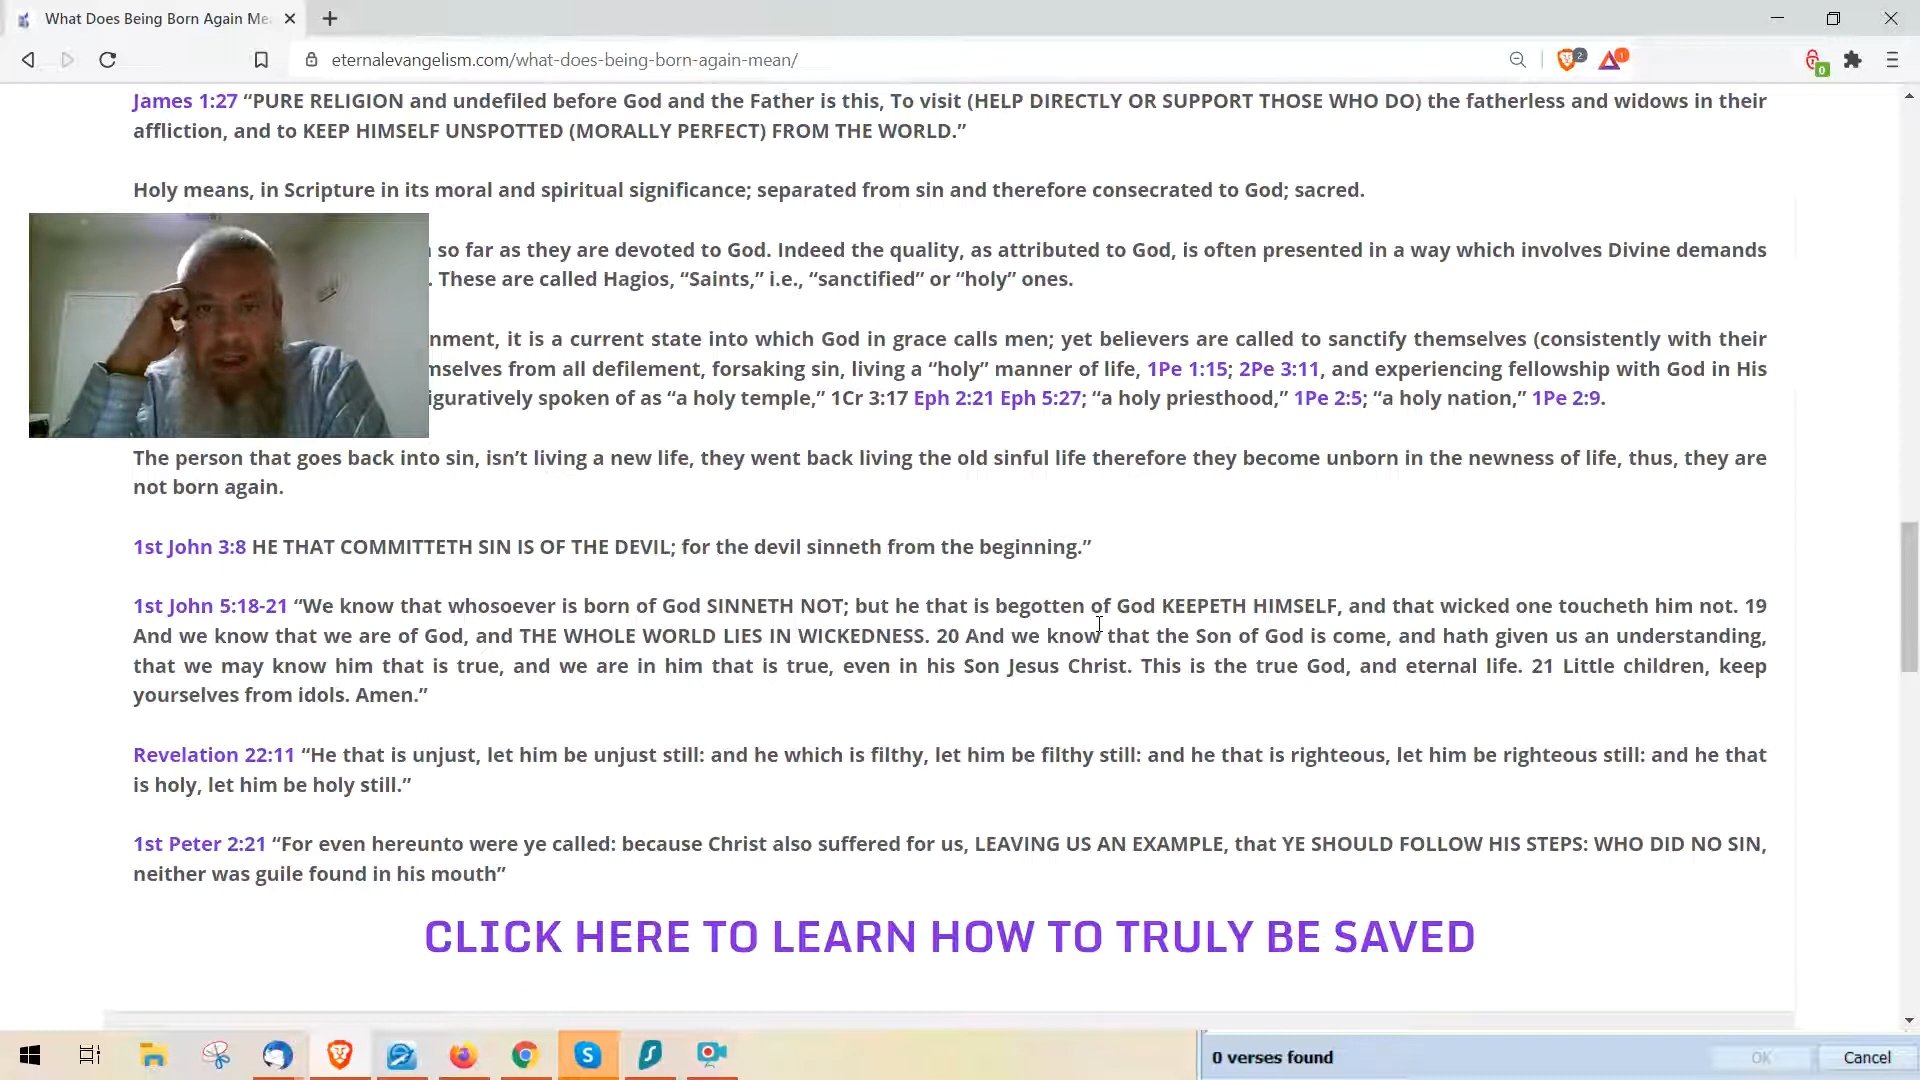 What Does Being Born Again Me
eternalevangelism.com/what-does-being-born-again-mean/
2
1
0
James 1:27 “PURE RELIGION and undefiled before God and the Father is this, To visit (HELP DIRECTLY OR SUPPORT THOSE WHO DO) the fatherless and widows in their
affliction, and to KEEP HIMSELF UNSPOTTED (MORALLY PERFECT) FROM THE WORLD.”
Holy means, in Scripture in its moral and spiritual significance; separated from sin and therefore consecrated to God; sacred.
so far as they are devoted to God. Indeed the quality, as attributed to God, is often presented in a way which involves Divine demands
. These are called Hagios, “Saints,” i.e., “sanctified” or “holy” ones.
nment, it is a current state into which God in grace calls men; yet believers are called to sanctify themselves (consistently with their
mselves from all defilement, forsaking sin, living a “holy” manner of life, 1Pe 1:15; 2Pe 3:11, and experiencing fellowship with God in His
iguratively spoken of as “a holy temple,” 1Cr 3:17 Eph 2:21 Eph 5:27; “a holy priesthood,” 1Pe 2:5; “a holy nation,” 1Pe 2:9.
The person that goes back into sin, isn’t living a new life, they went back living the old sinful life therefore they become unborn in the newness of life, thus, they are
not born again.
1st John 3:8 HE THAT COMMITTETH SIN IS OF THE DEVIL; for the devil sinneth from the beginning.”
1st John 5:18-21 “We know that whosoever is born of God SINNETH NOT; but he that is begotten of God KEEPETH HIMSELF, and that wicked one toucheth him not. 19
And we know that we are of God, and THE WHOLE WORLD LIES IN WICKEDNESS. 20 And we know that the Son of God is come, and hath given us an understanding,
that we may know him that is true, and we are in him that is true, even in his Son Jesus Christ. This is the true God, and eternal life. 21 Little children, keep
yourselves from idols. Amen.”
Revelation 22:11 “He that is unjust, let him be unjust still: and he which is filthy, let him be filthy still: and he that is righteous, let him be righteous still: and he that
is holy, let him be holy still.”
1st Peter 2:21 “For even hereunto were ye called: because Christ also suffered for us, LEAVING US AN EXAMPLE, that YE SHOULD FOLLOW HIS STEPS: WHO DID NO SIN,
neither was guile found in his mouth”
CLICK HERE TO LEARN HOW TO TRULY BE SAVED
0 verses found
OK
Cancel